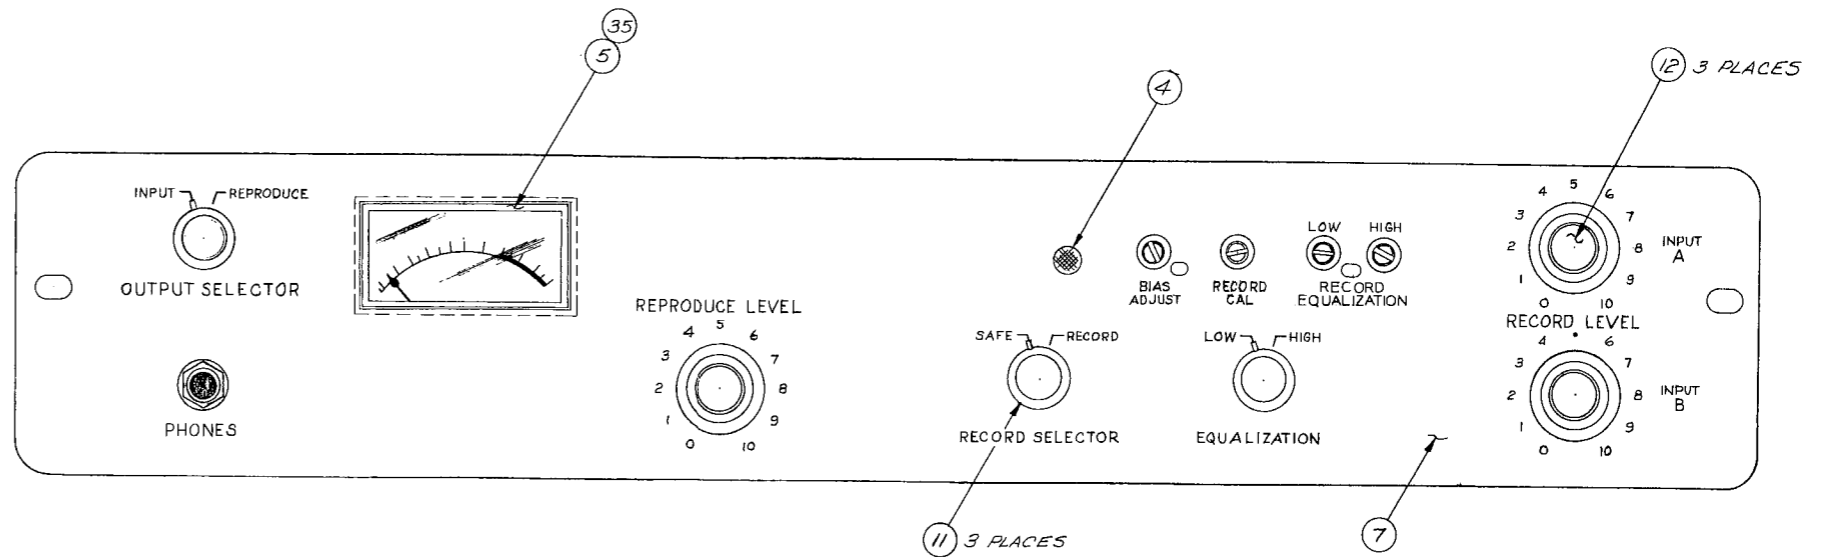 35
5
4
12 3 PLACES
INPUT REPRODUCE
OUTPUT SELECTOR
PHONES
REPRODUCE LEVEL
0 1 2 3 4 5 6 7 8 9 10
SAFE RECORD
RECORD SELECTOR
11 3 PLACES
BIAS
ADJUST
RECORD
CAL
LOW HIGH
RECORD
EQUALIZATION
LOW HIGH
EQUALIZATION
7
0 1 2 3 4 5 6 7 8 9 10
INPUT
A
RECORD LEVEL
0 1 2 3 4 6 7 8 9 10
INPUT
B